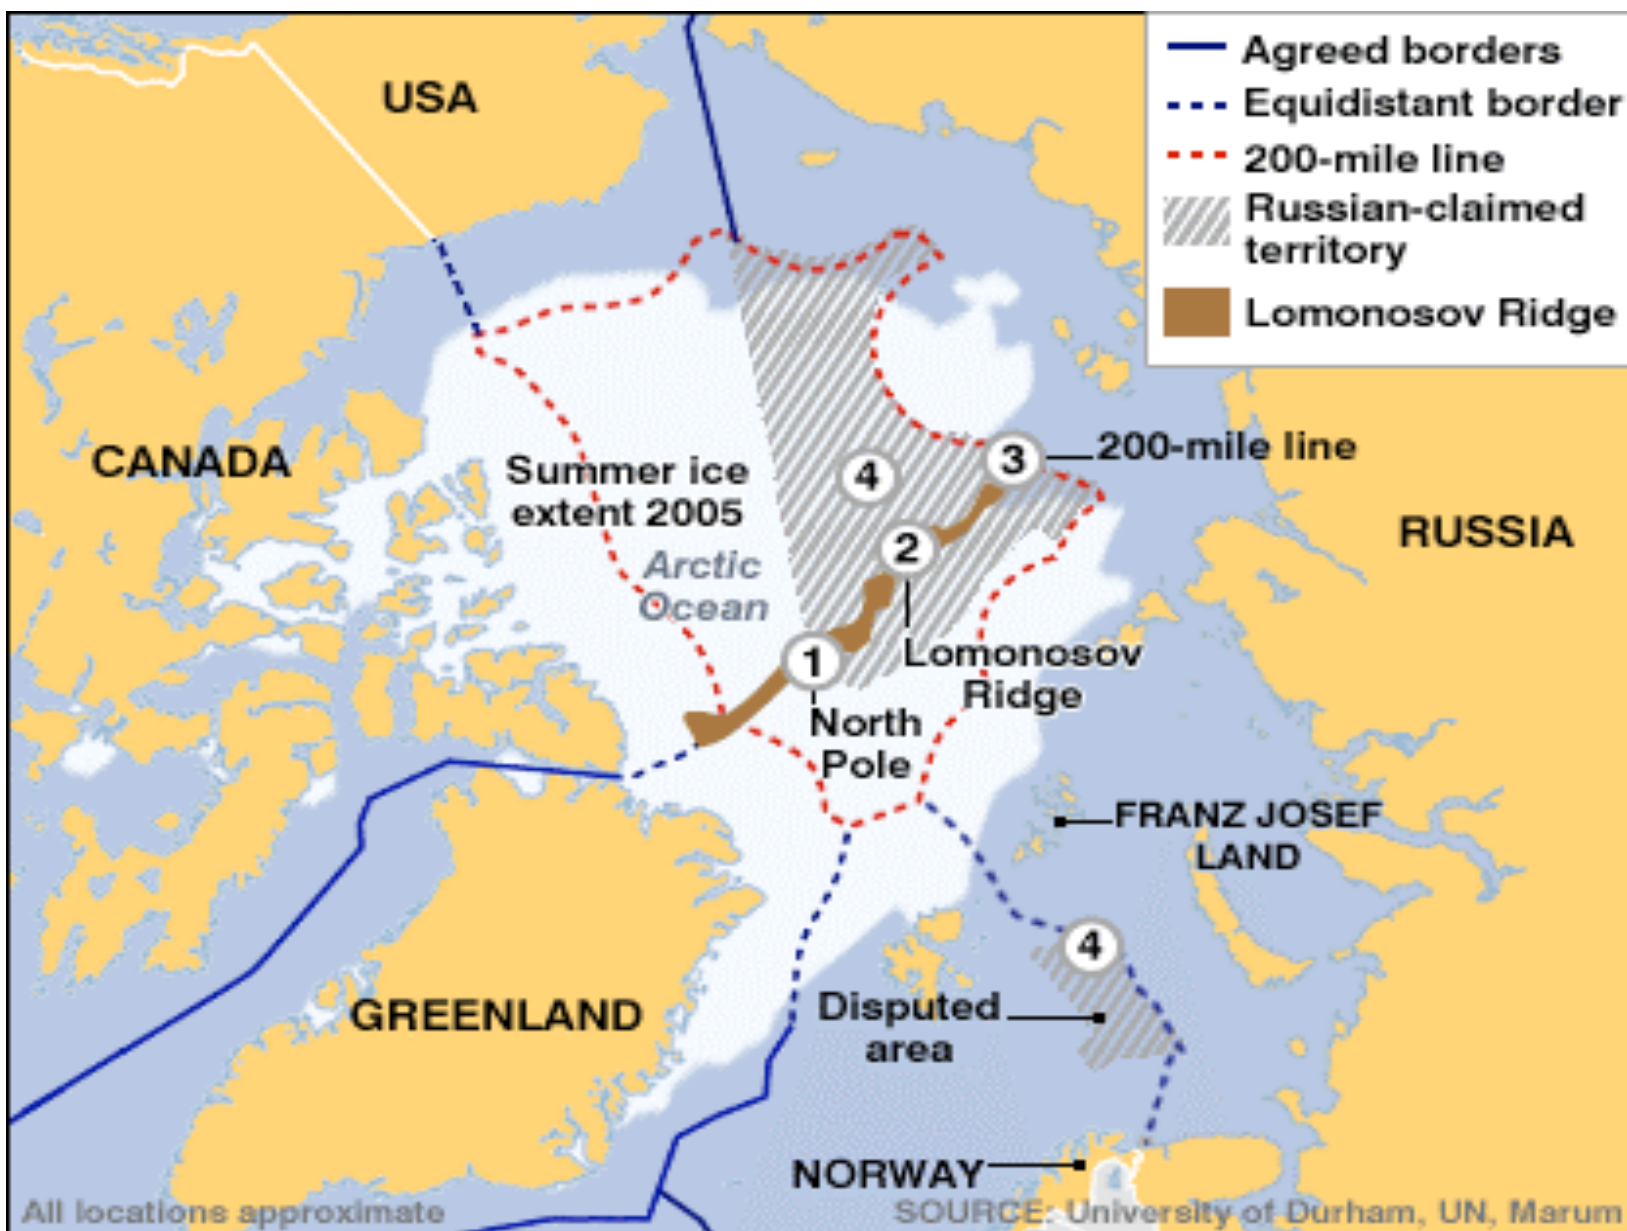 Agreed borders
Equidistant border
200-mile line
Russian-claimed
territory
Lomonosov Ridge
USA
CANADA
Summer ice
extent 2005
Arctic
Ocean
4
3
200-mile line
2
RUSSIA
1
Lomonosov
Ridge
North
Pole
FRANZ JOSEF
LAND
4
GREENLAND
Disputed
area
NORWAY
All locations approximate
SOURCE: University of Durham, UN, Marum